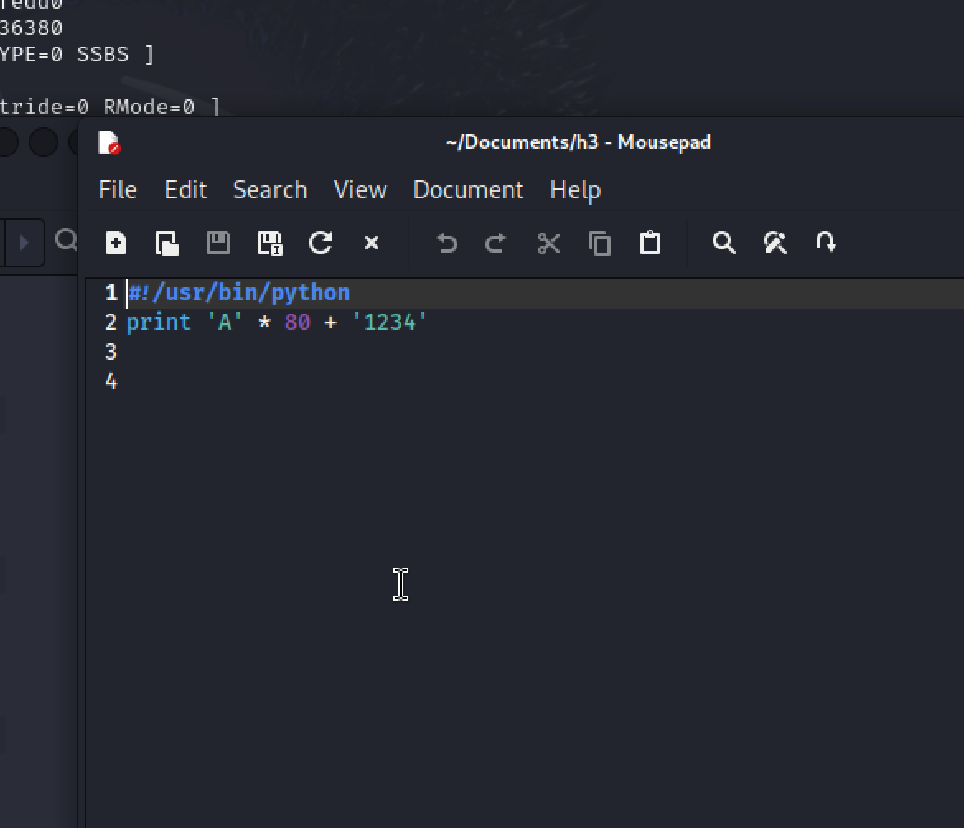 36380
YPE=0 SSBS ]
tride=0 RMode=0 ]
~/Documents/h3 - Mousepad
File Edit Search View Document Help
1 #!/usr/bin/python
2 print 'A' * 80 + '1234'
3
4